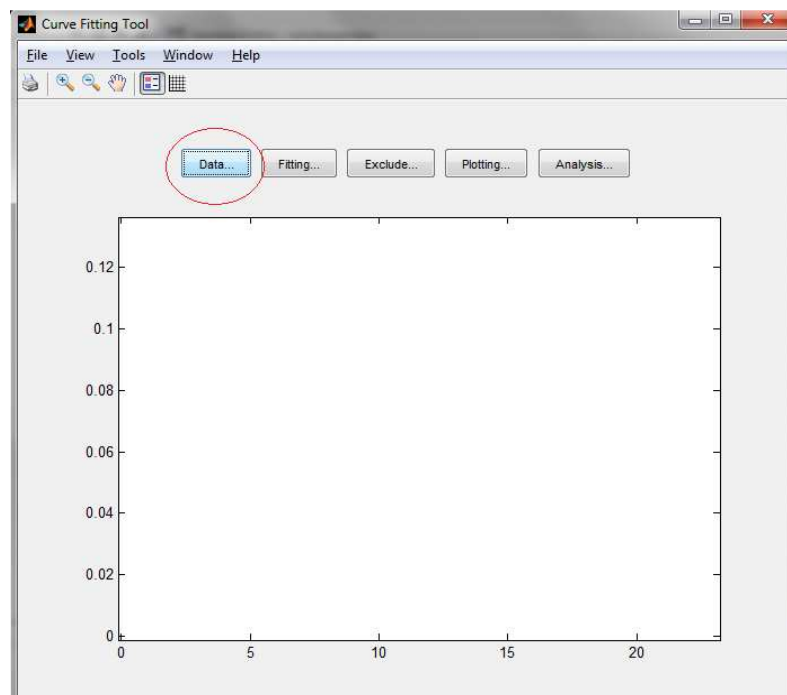 Curve Fitting Tool
File View Tools Window Help
Data... Fitting... Exclude... Plotting... Analysis...
0.12
0.1
0.08
0.06
0.04
0.02
0
0 5 10 15 20